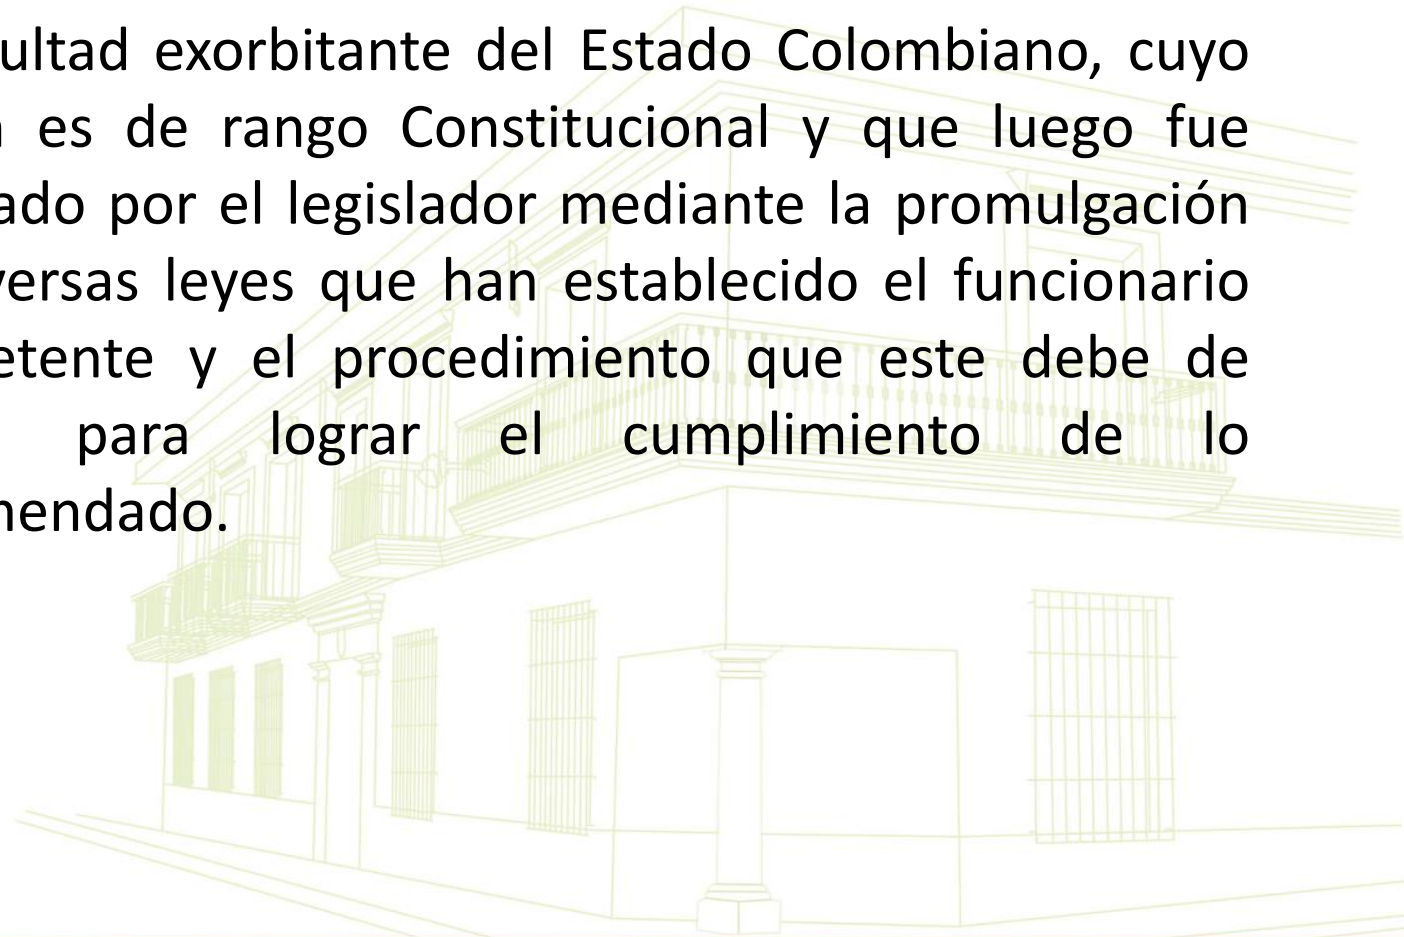 ultad exorbitante del Estado Colombiano, cuyo
es de rango Constitucional y que luego fue
ado por el legislador mediante la promulgación
versas leyes que han establecido el funcionario
etente y el procedimiento que este debe de
para lograr el cumplimiento de lo
nendado.